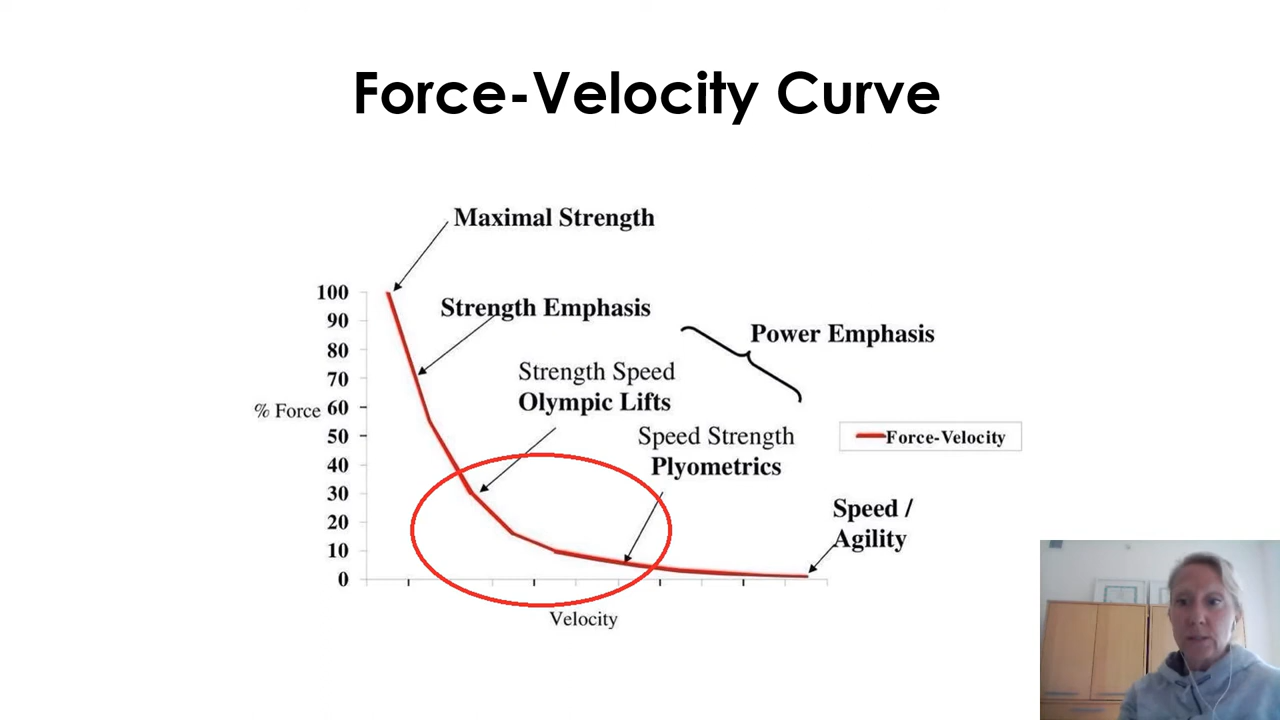 Force-Velocity Curve
Maximal Strength
100
Strength Emphasis
90
Power Emphasis
80
Strength Speed
70
Olympic Lifts
% Force
60
Speed Strength
Force-Velocity
50
Plyometrics
40
30
Speed /
20
Agility
10
0
Velocity